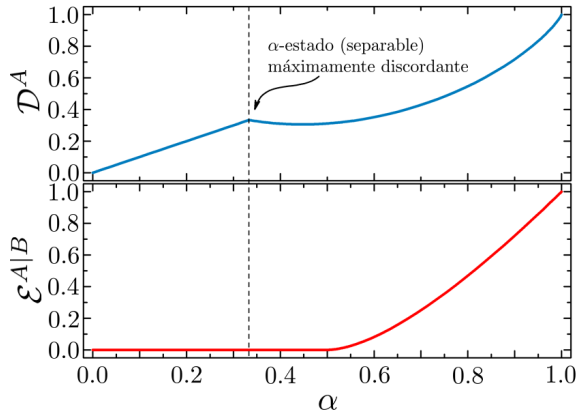 1.0
0.8
0.6
0.4
0.2
0.0
𝒟^A
α-estado (separable)
máximamente discordante
1.0
0.8
0.6
0.4
0.2
0.0
ℰ^{A|B}
0.0 0.2 0.4 0.6 0.8 1.0
α